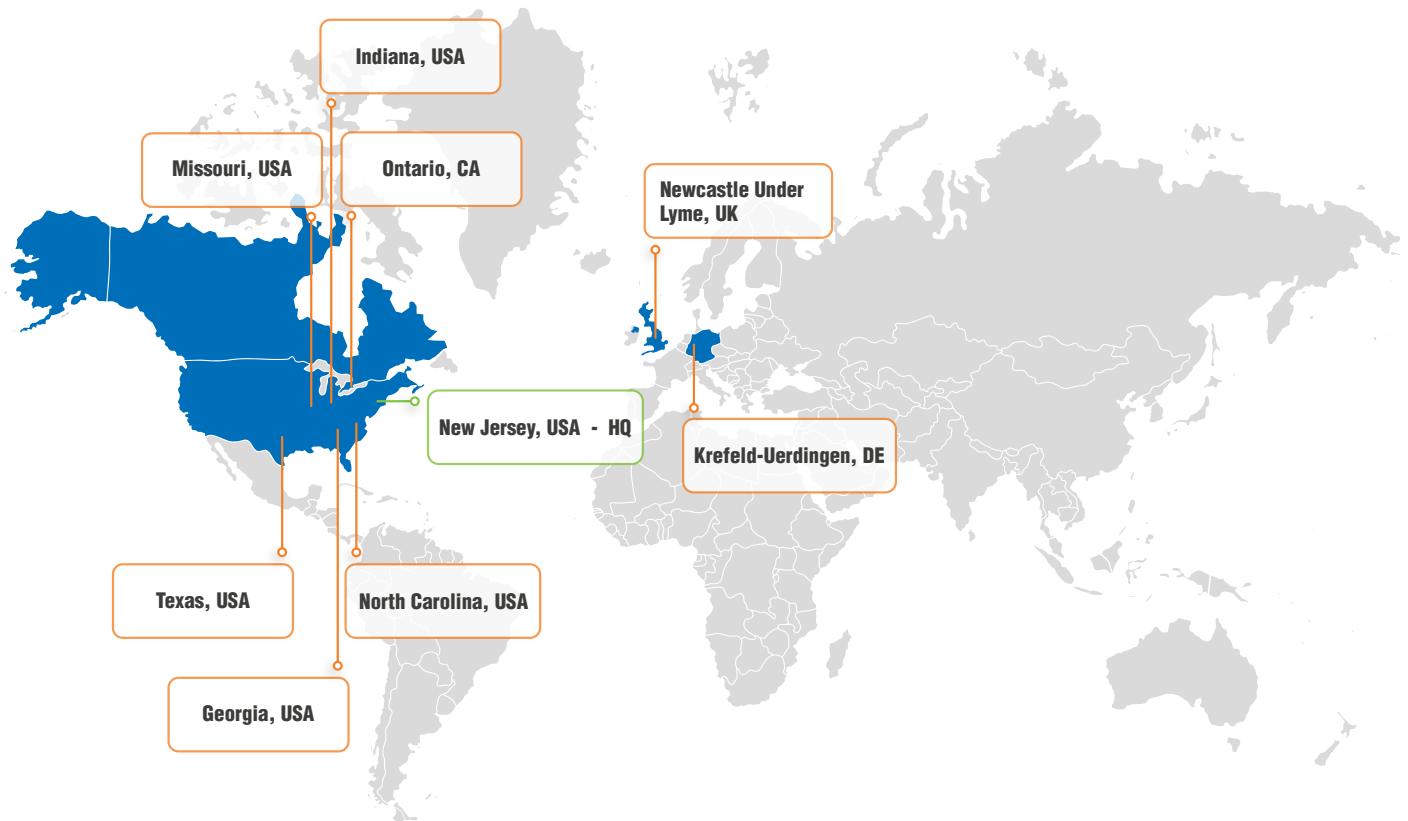 Indiana, USA
Missouri, USA
Ontario, CA
Newcastle Under
Lyme, UK
New Jersey, USA - HQ
Krefeld-Uerdingen, DE
Texas, USA
North Carolina, USA
Georgia, USA